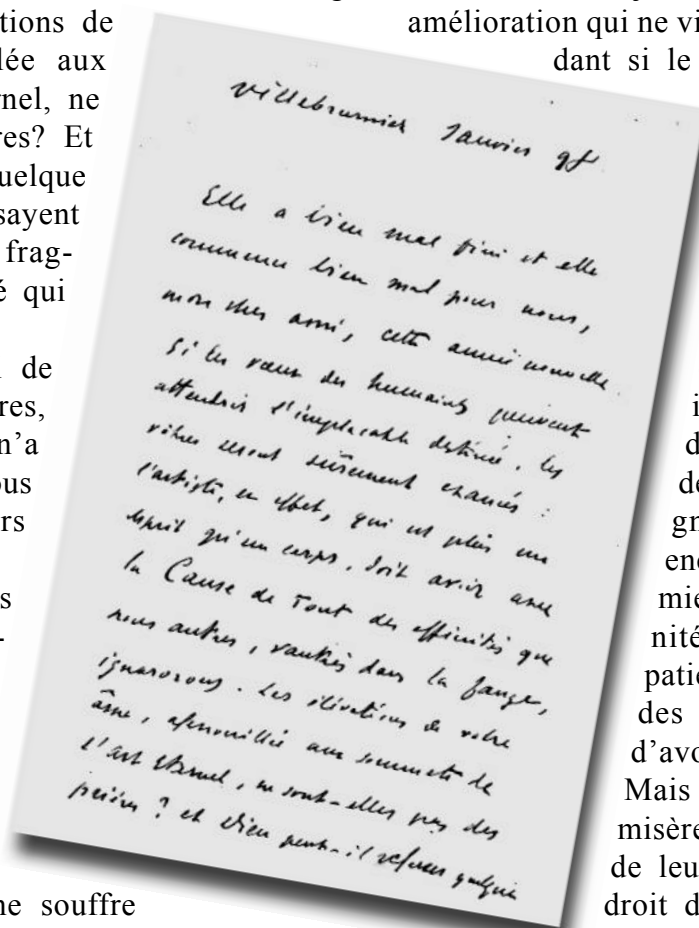 tions de
lée aux
rnel, ne
res? Et
uelque
sayent
frag-
é qui
de
res,
n'a
ous
rs
s
-
ne souffre
Villebrumier Janvier
Elle a bien mal fini et elle
commence bien mal pour nous,
mon cher ami, cette année nouvelle.
Si les vœux des humains peuvent
attendrir l'implacable destinée, les
vôtres seront sûrement exaucés :
l'artiste, en effet, qui est plus un
esprit qu'un corps, doit avoir avec
la Cause de Tout des affinités que
nous autres, vautrés dans la fange,
ignorerons. Les élévations de votre
âme, agenouillée aux sommets de
l'art éternel, ne sont-elles pas des
prières ? et Dieu peut-il refuser quelque
amélioration qui ne vi
dant si le
i
d
de
gn
enc
mie
nité
patie
des
d'avo
Mais
misère
de leu
droit d